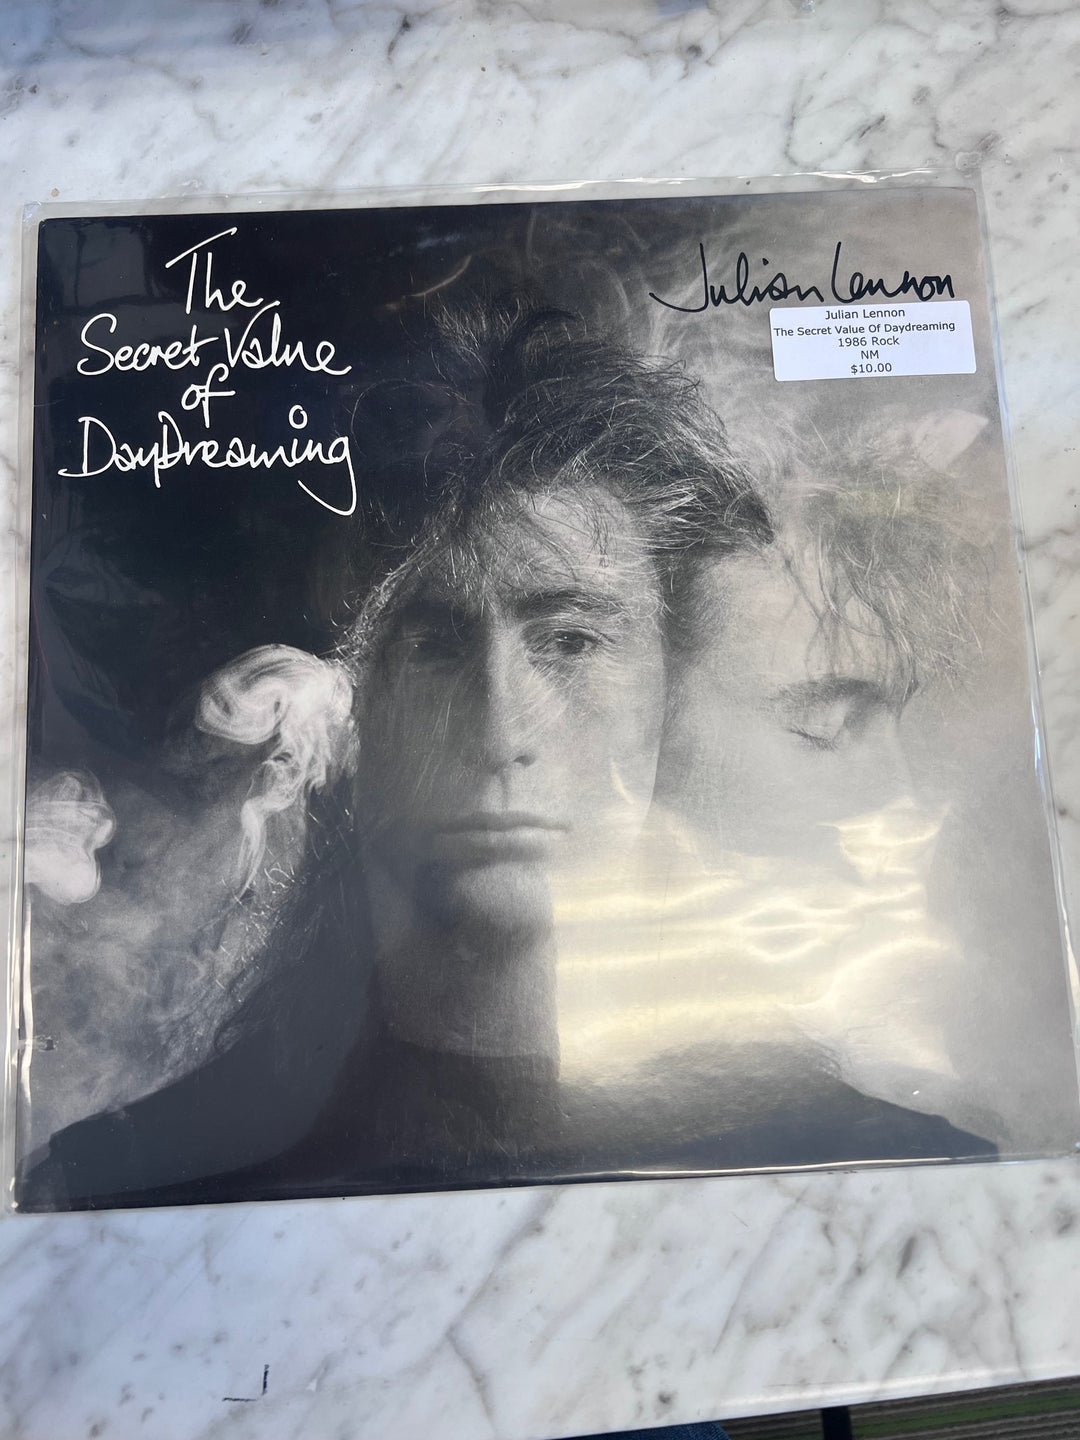 The
Secret Value
of
DayDreaming
Julian Lennon
Julian Lennon
The Secret Value Of Daydreaming
1986 Rock
NM
$10.00